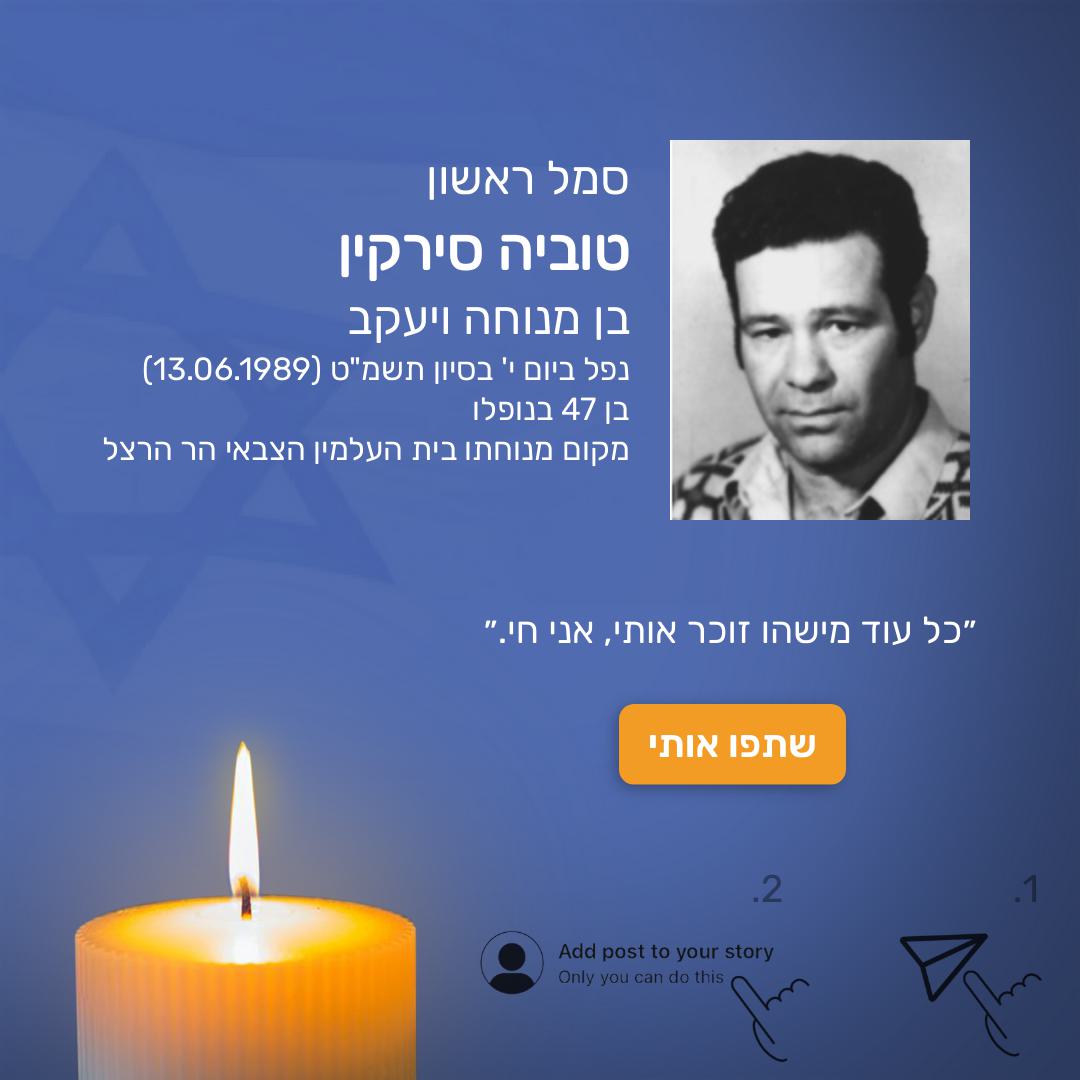 סמל ראשון
טוביה סירקין
בן מנוחה ויעקב
נפל ביום י' בסיון תשמ"ט (13.06.1989)
בן 47 בנופלו
מקום מנוחתו בית העלמין הצבאי הר הרצל
״כל עוד מישהו זוכר אותי, אני חי.״
שתפו אותי
1.
2.
Add post to your story
Only you can do this